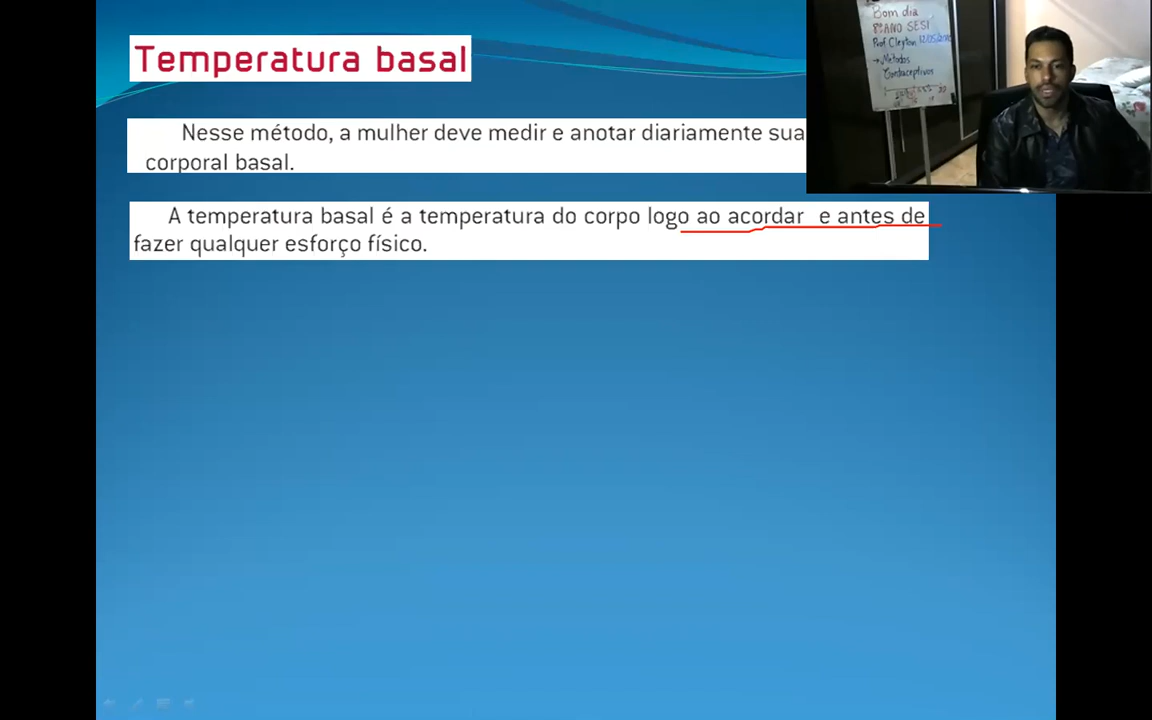 Temperatura basal
Nesse método, a mulher deve medir e anotar diariamente sua
corporal basal.
A temperatura basal é a temperatura do corpo logo ao acordar e antes de
fazer qualquer esforço físico.
Bom dia
8º ANO SESI
Prof. Cleyton
→ Métodos
Contraceptivos